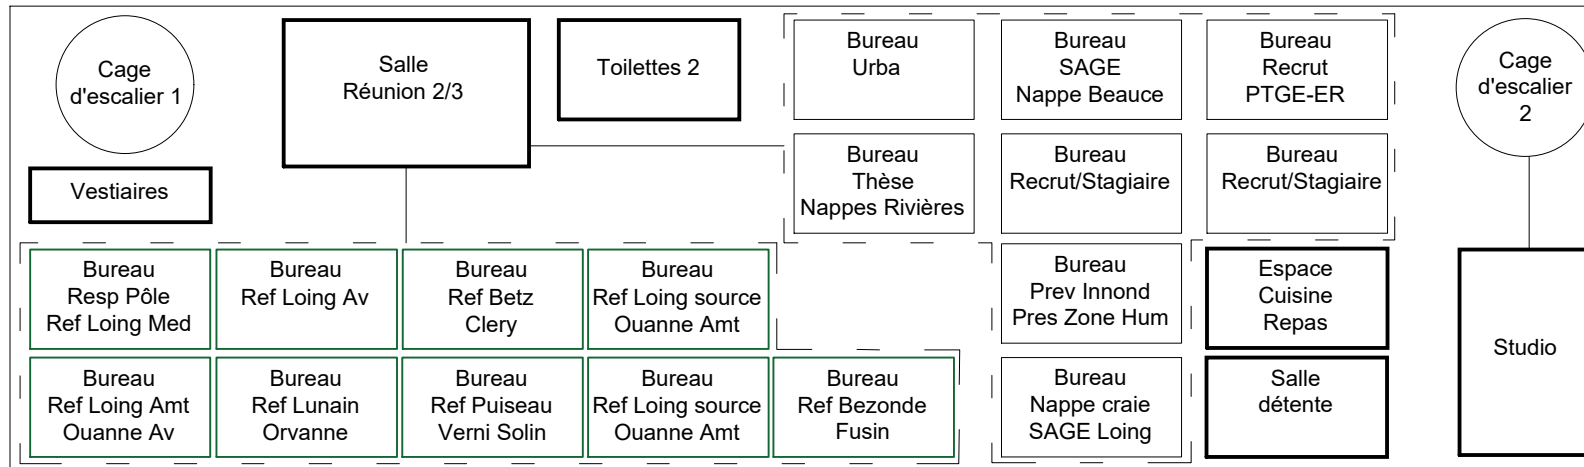 Cage
d'escalier 1
Salle
Réunion 2/3
Toilettes 2
Bureau
Urba
Bureau
SAGE
Nappe Beauce
Bureau
Recrut
PTGE-ER
Cage
d'escalier
2
Vestiaires
Bureau
Thèse
Nappes Rivières
Bureau
Recrut/Stagiaire
Bureau
Recrut/Stagiaire
Bureau
Resp Pôle
Ref Loing Med
Bureau
Ref Loing Av
Bureau
Ref Betz
Clery
Bureau
Ref Loing source
Ouanne Amt
Bureau
Prev Innond
Pres Zone Hum
Espace
Cuisine
Repas
Studio
Bureau
Ref Loing Amt
Ouanne Av
Bureau
Ref Lunain
Orvanne
Bureau
Ref Puiseau
Verni Solin
Bureau
Ref Loing source
Ouanne Amt
Bureau
Ref Bezonde
Fusin
Bureau
Nappe craie
SAGE Loing
Salle
détente